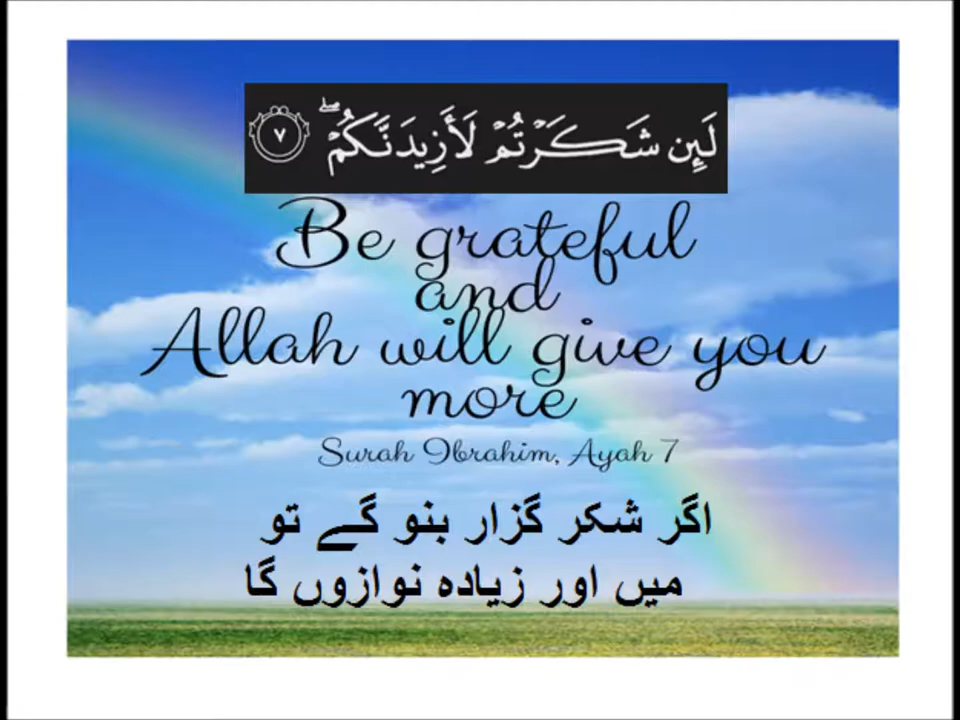 لَئِن شَكَرْتُمْ لَأَزِيدَنَّكُمْ ۖ ٧
Be grateful
and
Allah will give you
more
Surah Ibrahim, Ayah 7
اگر شکر گزار بنو گے تو
میں اور زیادہ نوازوں گا